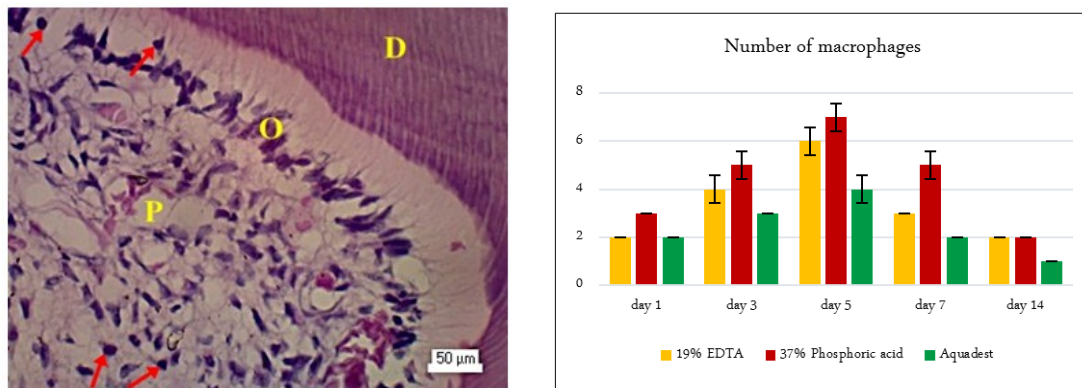 D
O
P
50 μm
Number of macrophages
8
6
4
2
0
day 1 day 3 day 5 day 7 day 14
19% EDTA 37% Phosphoric acid Aquadest